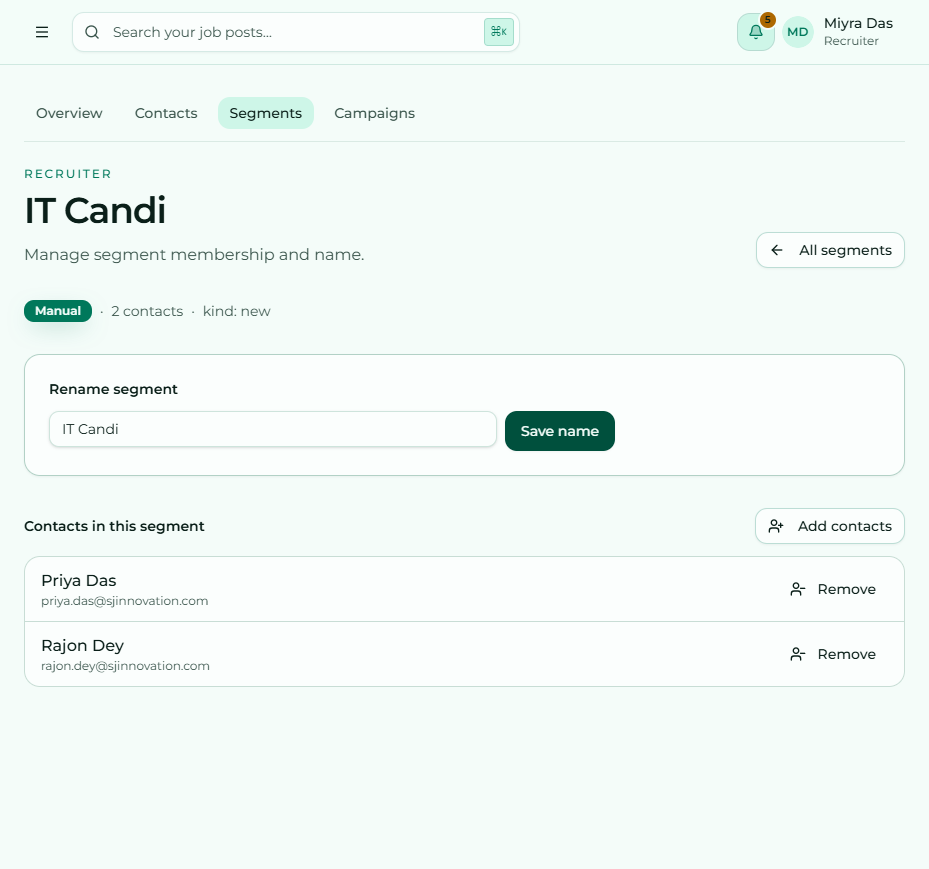 Search your job posts...
⌘K
5
MD
Miyra Das
Recruiter
Overview
Contacts
Segments
Campaigns
RECRUITER
IT Candi
Manage segment membership and name.
All segments
Manual · 2 contacts · kind: new
Rename segment
IT Candi
Save name
Contacts in this segment
Add contacts
Priya Das
priya.das@sjinnovation.com
Remove
Rajon Dey
rajon.dey@sjinnovation.com
Remove